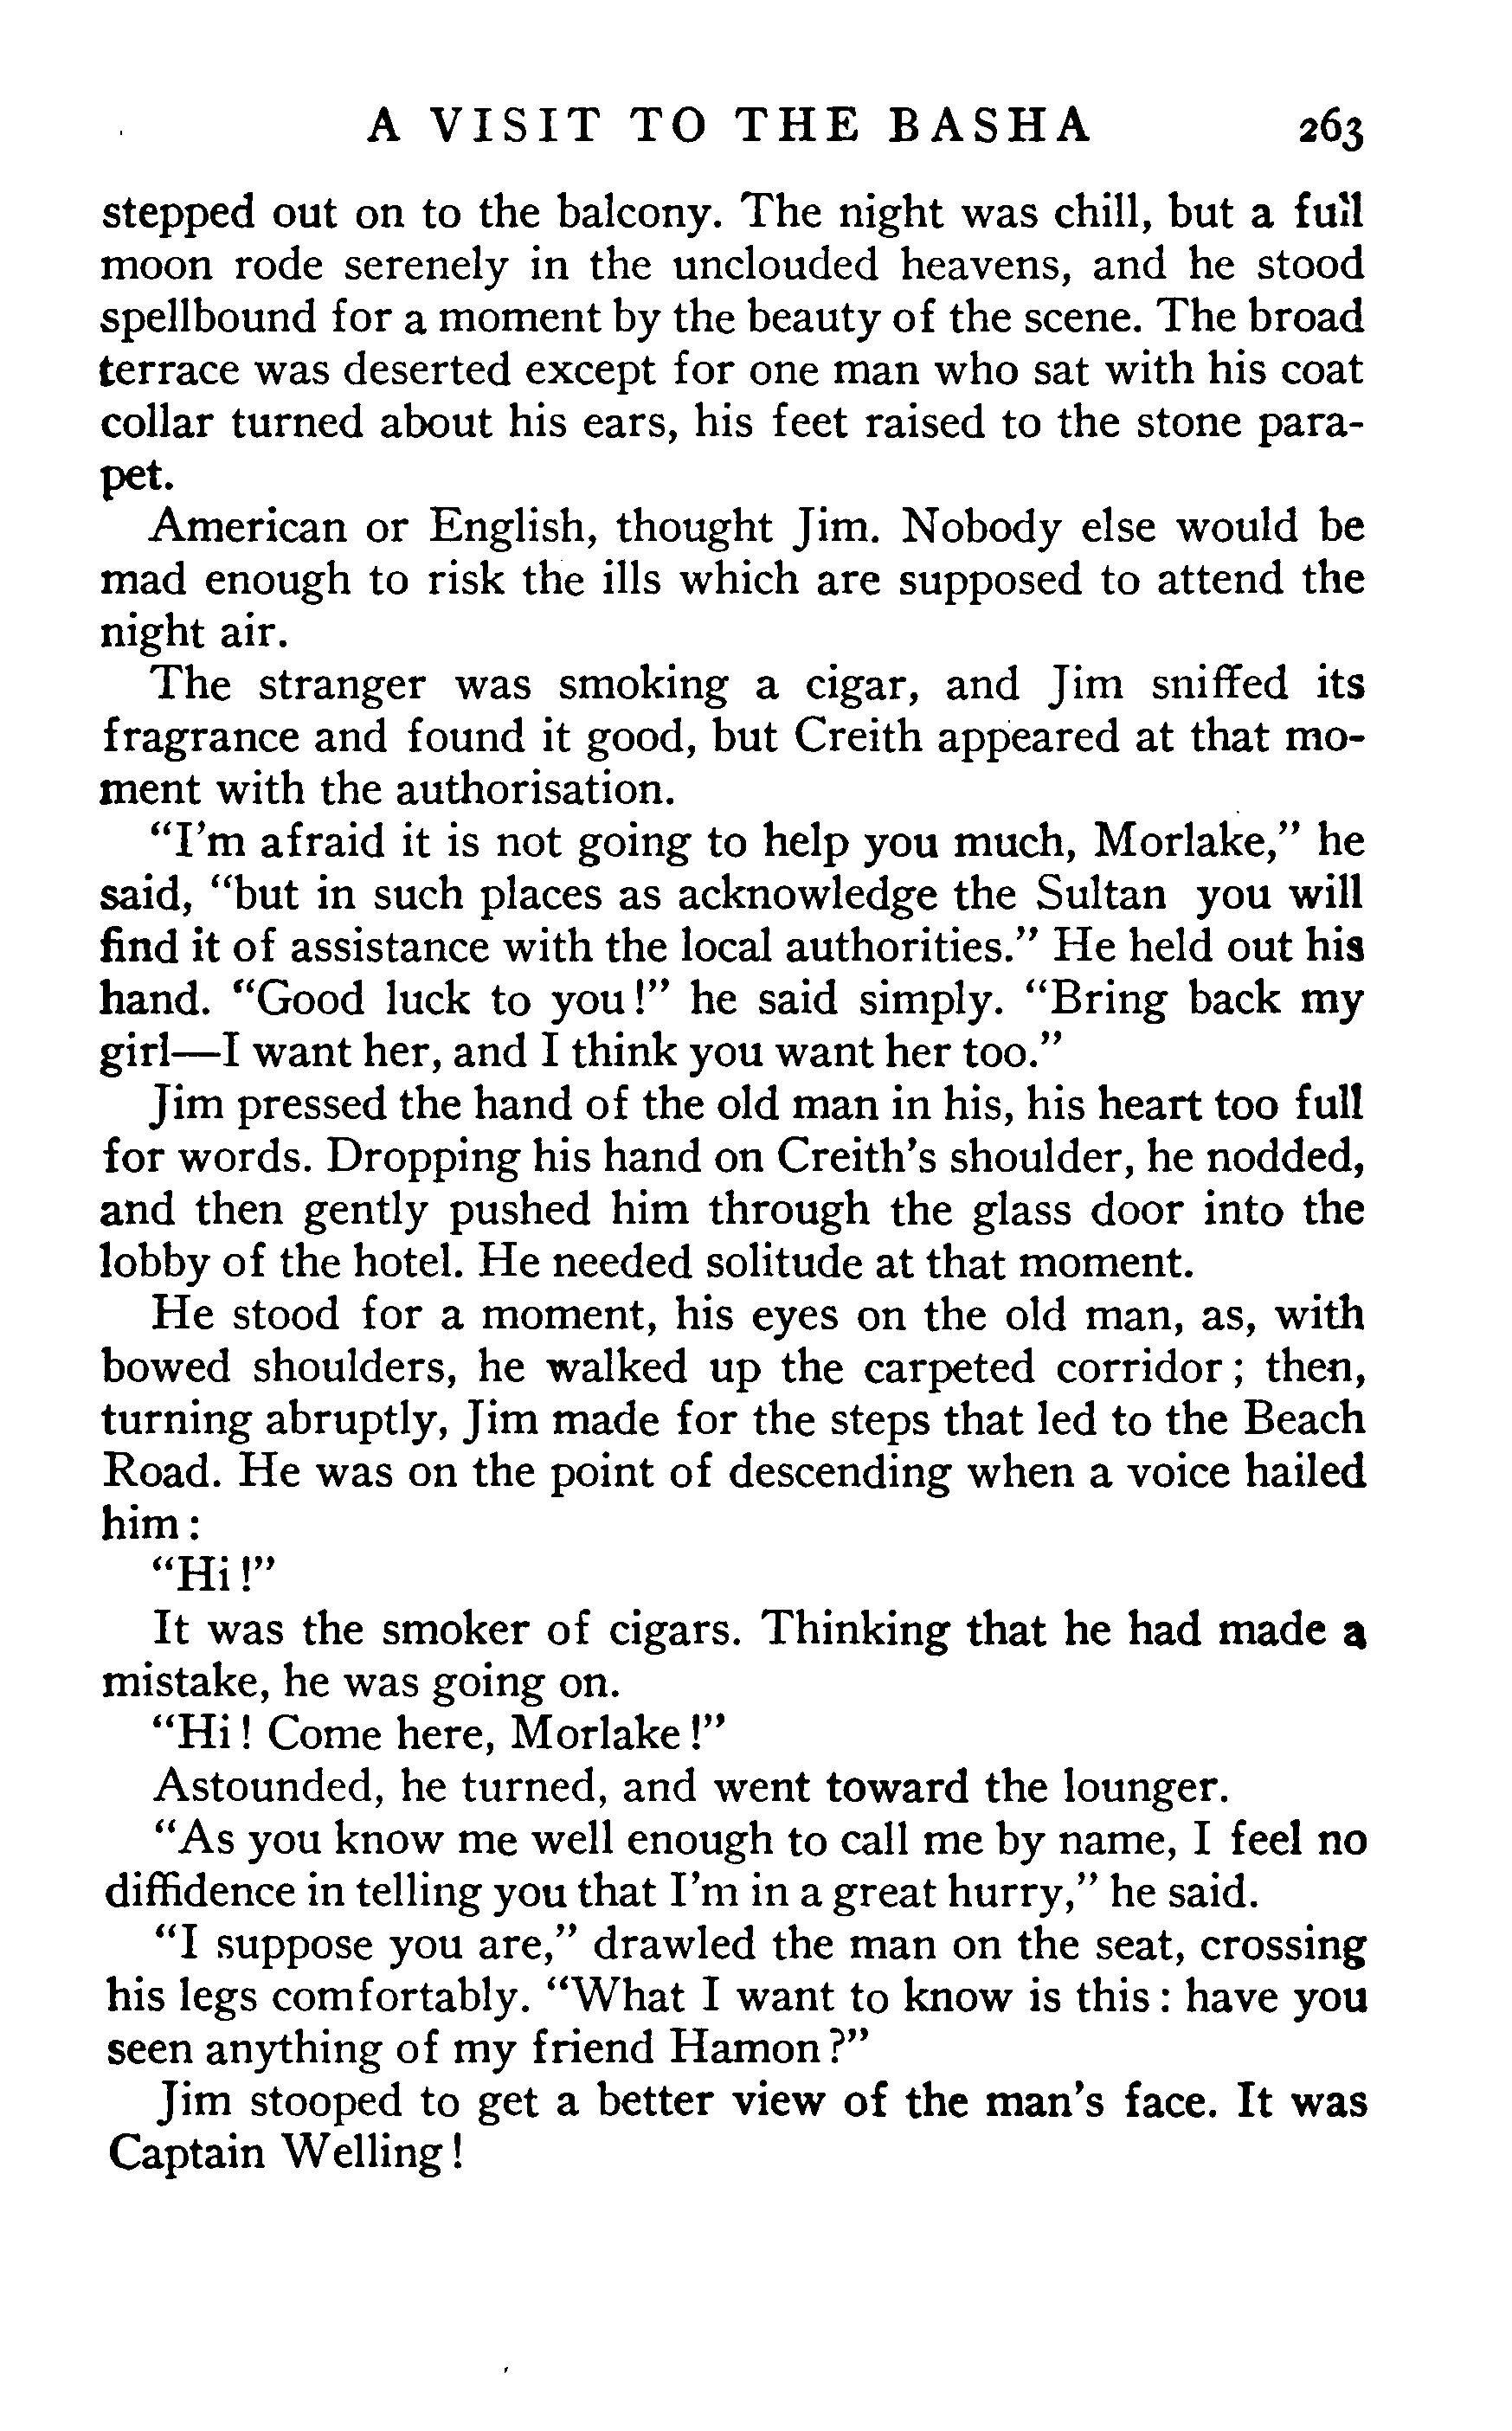 A VISIT TO THE BASHA 263
stepped out on to the balcony. The night was chill, but a full
moon rode serenely in the unclouded heavens, and he stood
spellbound for a moment by the beauty of the scene. The broad
terrace was deserted except for one man who sat with his coat
collar turned about his ears, his feet raised to the stone para-
pet.
American or English, thought Jim. Nobody else would be
mad enough to risk the ills which are supposed to attend the
night air.
The stranger was smoking a cigar, and Jim sniffed its
fragrance and found it good, but Creith appeared at that mo-
ment with the authorisation.
“I’m afraid it is not going to help you much, Morlake,” he
said, “but in such places as acknowledge the Sultan you will
find it of assistance with the local authorities.” He held out his
hand. “Good luck to you!” he said simply. “Bring back my
girl—I want her, and I think you want her too.”
Jim pressed the hand of the old man in his, his heart too full
for words. Dropping his hand on Creith’s shoulder, he nodded,
and then gently pushed him through the glass door into the
lobby of the hotel. He needed solitude at that moment.
He stood for a moment, his eyes on the old man, as, with
bowed shoulders, he walked up the carpeted corridor; then,
turning abruptly, Jim made for the steps that led to the Beach
Road. He was on the point of descending when a voice hailed
him:
“Hi!”
It was the smoker of cigars. Thinking that he had made a
mistake, he was going on.
“Hi! Come here, Morlake!”
Astounded, he turned, and went toward the lounger.
“As you know me well enough to call me by name, I feel no
diffidence in telling you that I’m in a great hurry,” he said.
“I suppose you are,” drawled the man on the seat, crossing
his legs comfortably. “What I want to know is this: have you
seen anything of my friend Hamon?”
Jim stooped to get a better view of the man’s face. It was
Captain Welling!